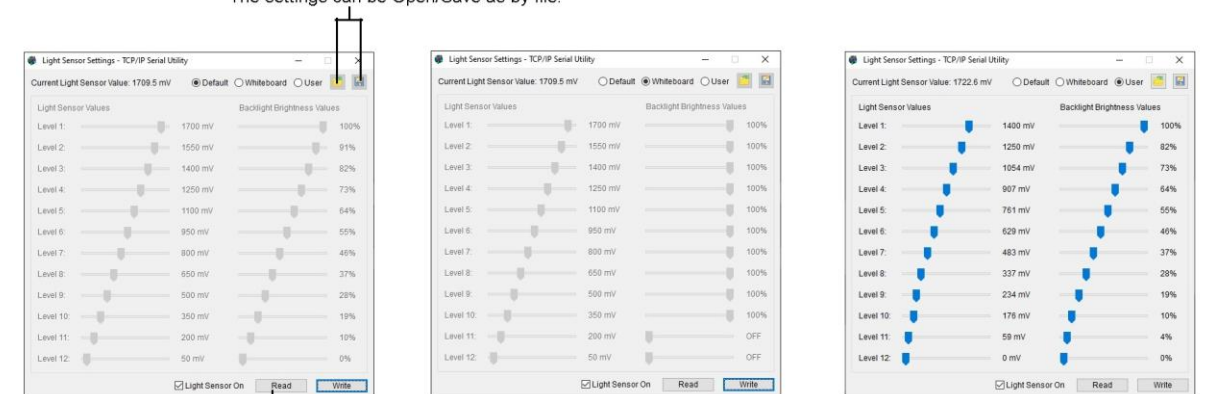 The settings can be Open/Save as by file.
Light Sensor Settings - TCP/IP Serial Utility
Current Light Sensor Value: 1709.5 mV Default Whiteboard User
Light Sensor Values Backlight Brightness Values
Level 1: 1700 mV 100%
Level 2: 1550 mV 91%
Level 3: 1400 mV 82%
Level 4: 1250 mV 73%
Level 5: 1100 mV 64%
Level 6: 950 mV 55%
Level 7: 800 mV 46%
Level 8: 650 mV 37%
Level 9: 500 mV 28%
Level 10: 350 mV 19%
Level 11: 200 mV 10%
Level 12: 50 mV 0%
Light Sensor On Read Write
Light Sensor Settings - TCP/IP Serial Utility
Current Light Sensor Value: 1709.5 mV Default Whiteboard User
Light Sensor Values Backlight Brightness Values
Level 1: 1700 mV 100%
Level 2: 1550 mV 100%
Level 3: 1400 mV 100%
Level 4: 1250 mV 100%
Level 5: 1100 mV 100%
Level 6: 950 mV 100%
Level 7: 800 mV 100%
Level 8: 650 mV 100%
Level 9: 500 mV 100%
Level 10: 350 mV 100%
Level 11: 200 mV OFF
Level 12: 50 mV OFF
Light Sensor On Read Write
Light Sensor Settings - TCP/IP Serial Utility
Current Light Sensor Value: 1722.6 mV Default Whiteboard User
Light Sensor Values Backlight Brightness Values
Level 1: 1400 mV 100%
Level 2: 1250 mV 82%
Level 3: 1054 mV 73%
Level 4: 907 mV 64%
Level 5: 761 mV 55%
Level 6: 629 mV 46%
Level 7: 483 mV 37%
Level 8: 337 mV 28%
Level 9: 234 mV 19%
Level 10: 176 mV 10%
Level 11: 59 mV 4%
Level 12: 0 mV 0%
Light Sensor On Read Write